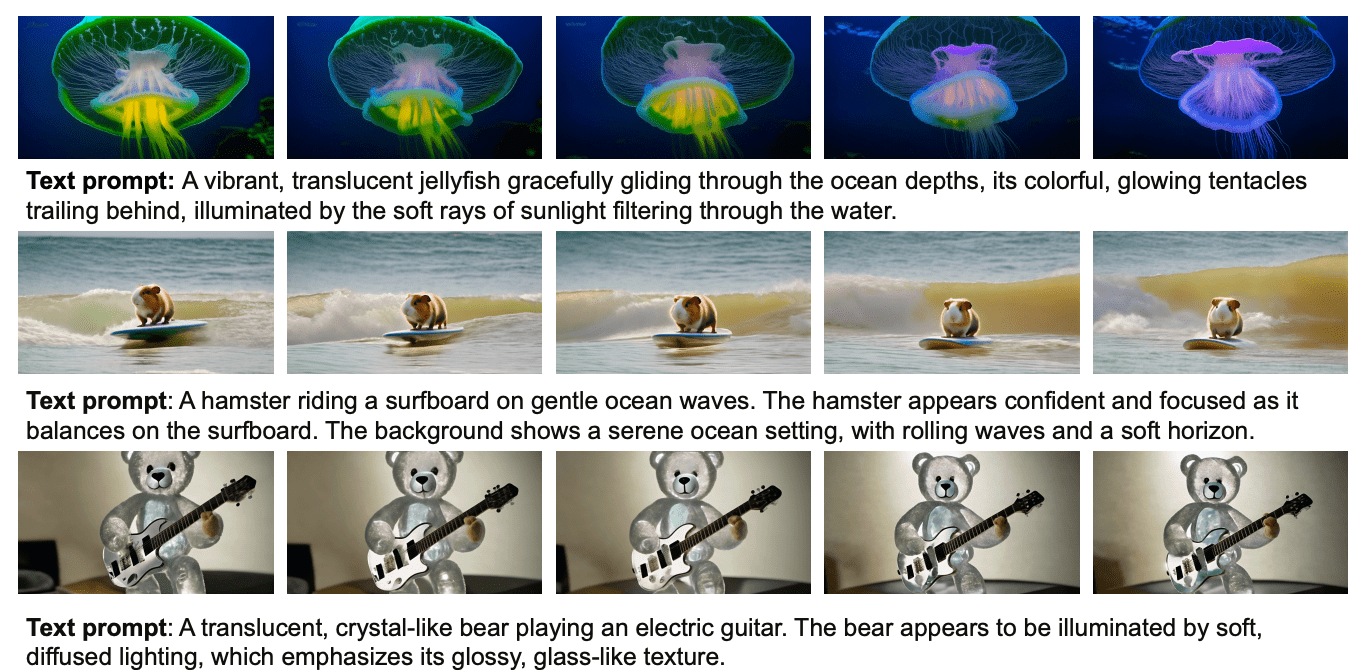 Text prompt: A vibrant, translucent jellyfish gracefully gliding through the ocean depths, its colorful, glowing tentacles
trailing behind, illuminated by the soft rays of sunlight filtering through the water.
Text prompt: A hamster riding a surfboard on gentle ocean waves. The hamster appears confident and focused as it
balances on the surfboard. The background shows a serene ocean setting, with rolling waves and a soft horizon.
Text prompt: A translucent, crystal-like bear playing an electric guitar. The bear appears to be illuminated by soft,
diffused lighting, which emphasizes its glossy, glass-like texture.